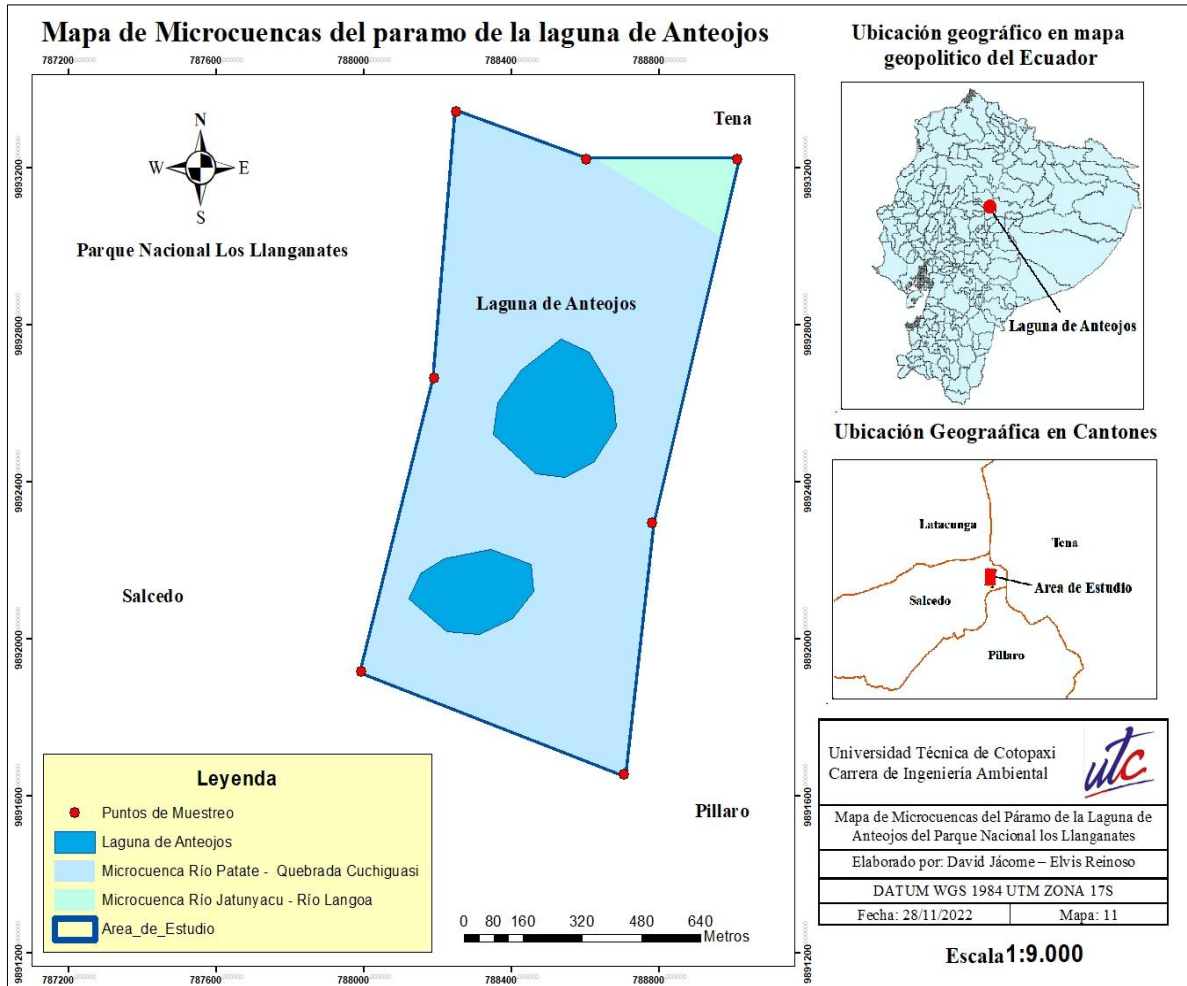 Mapa de Microcuencas del paramo de la laguna de Anteojos
787200 787600 788000 788400 788800
Tena
N
W E
S
9893200
9892800
9892400
9892000
9891600
9891200
9893200
9892800
9892400
9892000
9891600
9891200
Parque Nacional Los Llanganates
Laguna de Anteojos
Salcedo
Pillaro
Leyenda
Puntos de Muestreo
Laguna de Anteojos
Microcuenca Río Patate - Quebrada Cuchiguasi
Microcuenca Río Jatunyacu - Río Langoa
Area_de_Estudio
0 80 160 320 480 640
Metros
787200 787600 788000 788400 788800
Ubicación geográfico en mapa
geopolitico del Ecuador
Laguna de Anteojos
Ubicación Geograáfica en Cantones
Latacunga
Tena
Area de Estudio
Salcedo
Pillaro
Universidad Técnica de Cotopaxi
Carrera de Ingeniería Ambiental
utc
Mapa de Microcuencas del Páramo de la Laguna de
Anteojos del Parque Nacional los Llanganates
Elaborado por: David Jácome – Elvis Reinoso
DATUM WGS 1984 UTM ZONA 17S
Fecha: 28/11/2022 Mapa: 11
Escala 1:9.000